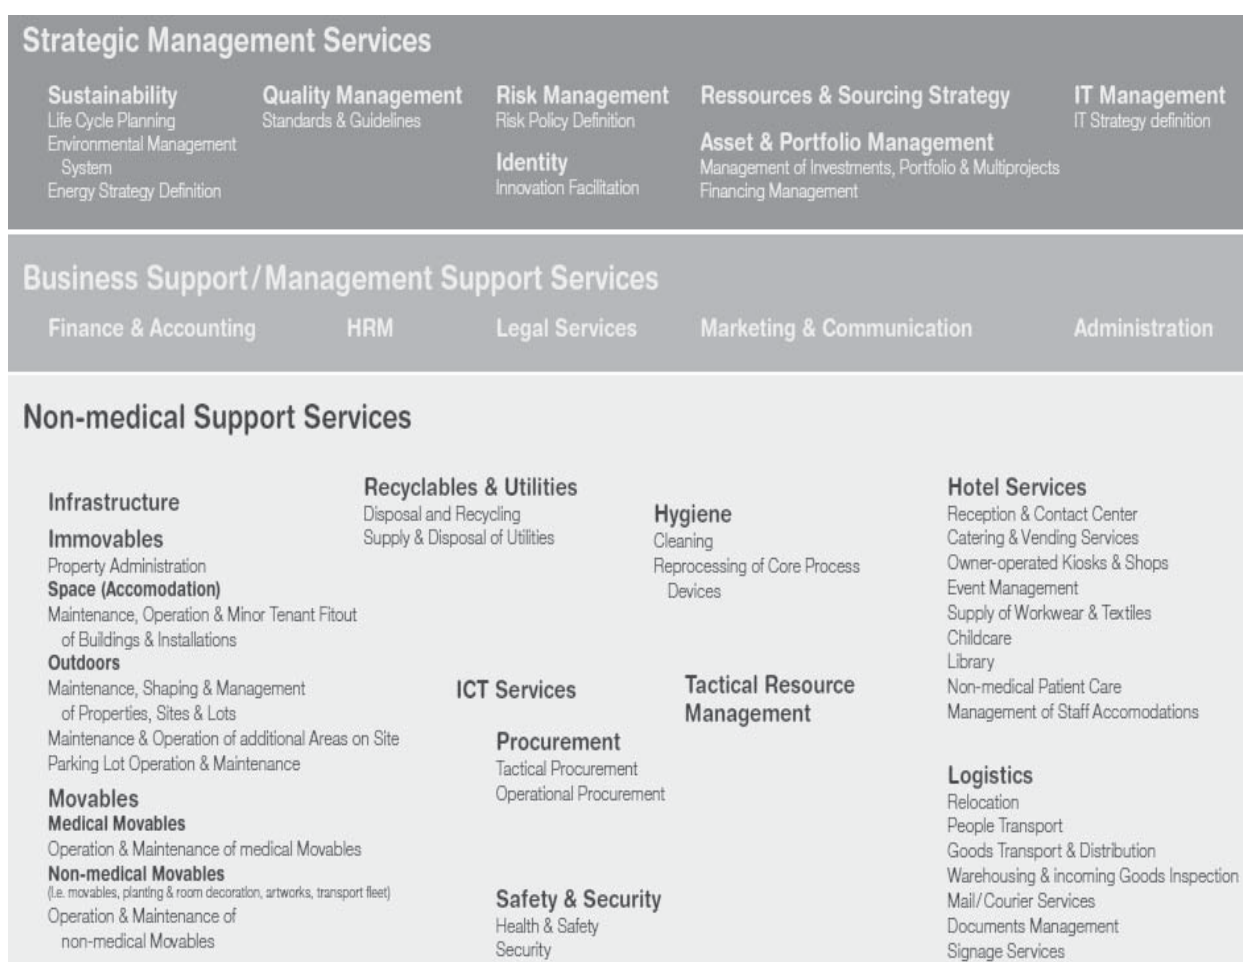 Strategic Management Services
Sustainability
Life Cycle Planning
Environmental Management
System
Energy Strategy Definition
Quality Management
Standards & Guidelines
Risk Management
Risk Policy Definition
Identity
Innovation Facilitation
Ressources & Sourcing Strategy
Asset & Portfolio Management
Management of Investments, Portfolio & Multiprojects
Financing Management
IT Management
IT Strategy definition
Business Support/Management Support Services
Finance & Accounting
HRM
Legal Services
Marketing & Communication
Administration
Non-medical Support Services
Infrastructure
Immovables
Property Administration
Space (Accomodation)
Maintenance, Operation & Minor Tenant Fitout
of Buildings & Installations
Outdoors
Maintenance, Shaping & Management
of Properties, Sites & Lots
Maintenance & Operation of additional Areas on Site
Parking Lot Operation & Maintenance
Movables
Medical Movables
Operation & Maintenance of medical Movables
Non-medical Movables
(i.e. movables, planting & room decoration, artworks, transport fleet)
Operation & Maintenance of
non-medical Movables
Recyclables & Utilities
Disposal and Recycling
Supply & Disposal of Utilities
Hygiene
Cleaning
Reprocessing of Core Process
Devices
ICT Services
Tactical Resource
Management
Procurement
Tactical Procurement
Operational Procurement
Safety & Security
Health & Safety
Security
Hotel Services
Reception & Contact Center
Catering & Vending Services
Owner-operated Kiosks & Shops
Event Management
Supply of Workwear & Textiles
Childcare
Library
Non-medical Patient Care
Management of Staff Accomodations
Logistics
Relocation
People Transport
Goods Transport & Distribution
Warehousing & incoming Goods Inspection
Mail/Courier Services
Documents Management
Signage Services